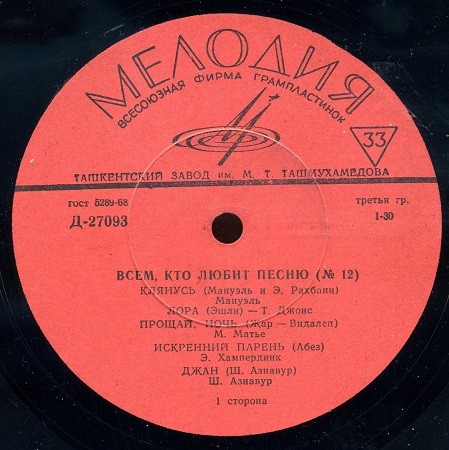 МЕЛОДИЯ
ВСЕСОЮЗНАЯ ФИРМА ГРАМПЛАСТИНОК
33
ТАШКЕНТСКИЙ ЗАВОД им. М. Т. ТАШМУХАМЕДОВА
гост 5289-68
третья гр.
Д-27093
1-30
ВСЕМ, КТО ЛЮБИТ ПЕСНЮ (№ 12)
КЛЯНУСЬ (Мануэль и Э. Рахбани)
Мануэль
ЛОРА (Эшли) — Т. Джонс
ПРОЩАЙ, НОЧЬ (Жар — Видален)
М. Матье
ИСКРЕННИЙ ПАРЕНЬ (Абез)
Э. Хампердинк
ДЖАН (Ш. Азнавур)
Ш. Азнавур
1 сторона